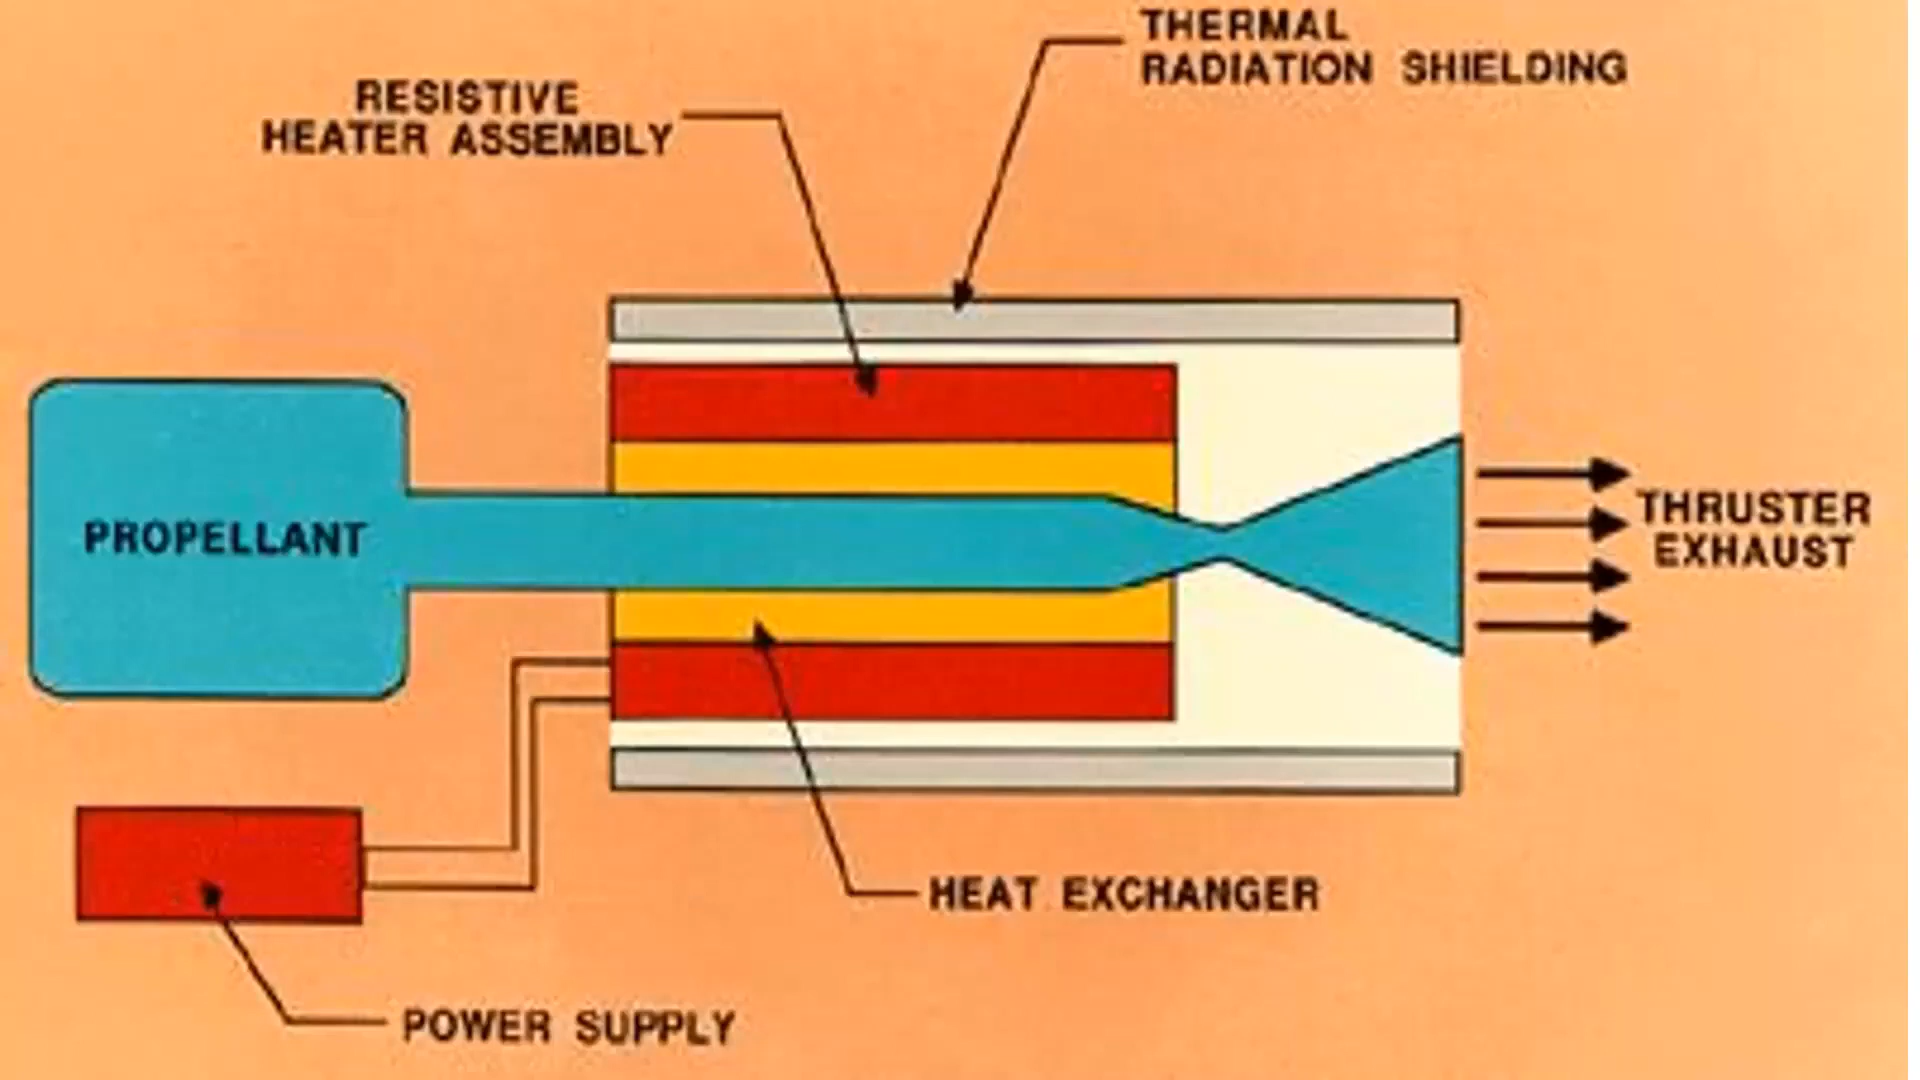 THERMAL
RADIATION SHIELDING
RESISTIVE
HEATER ASSEMBLY
PROPELLANT
THRUSTER
EXHAUST
HEAT EXCHANGER
POWER SUPPLY